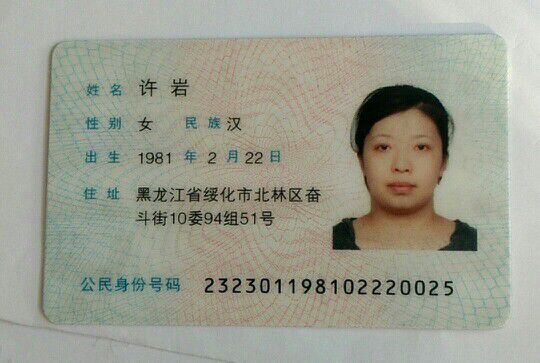 姓名 许岩
性别 女 民族 汉
出生 1981 年 2 月 22 日
住址 黑龙江省绥化市北林区奋
斗街10委94组51号
公民身份号码 232301198102220025